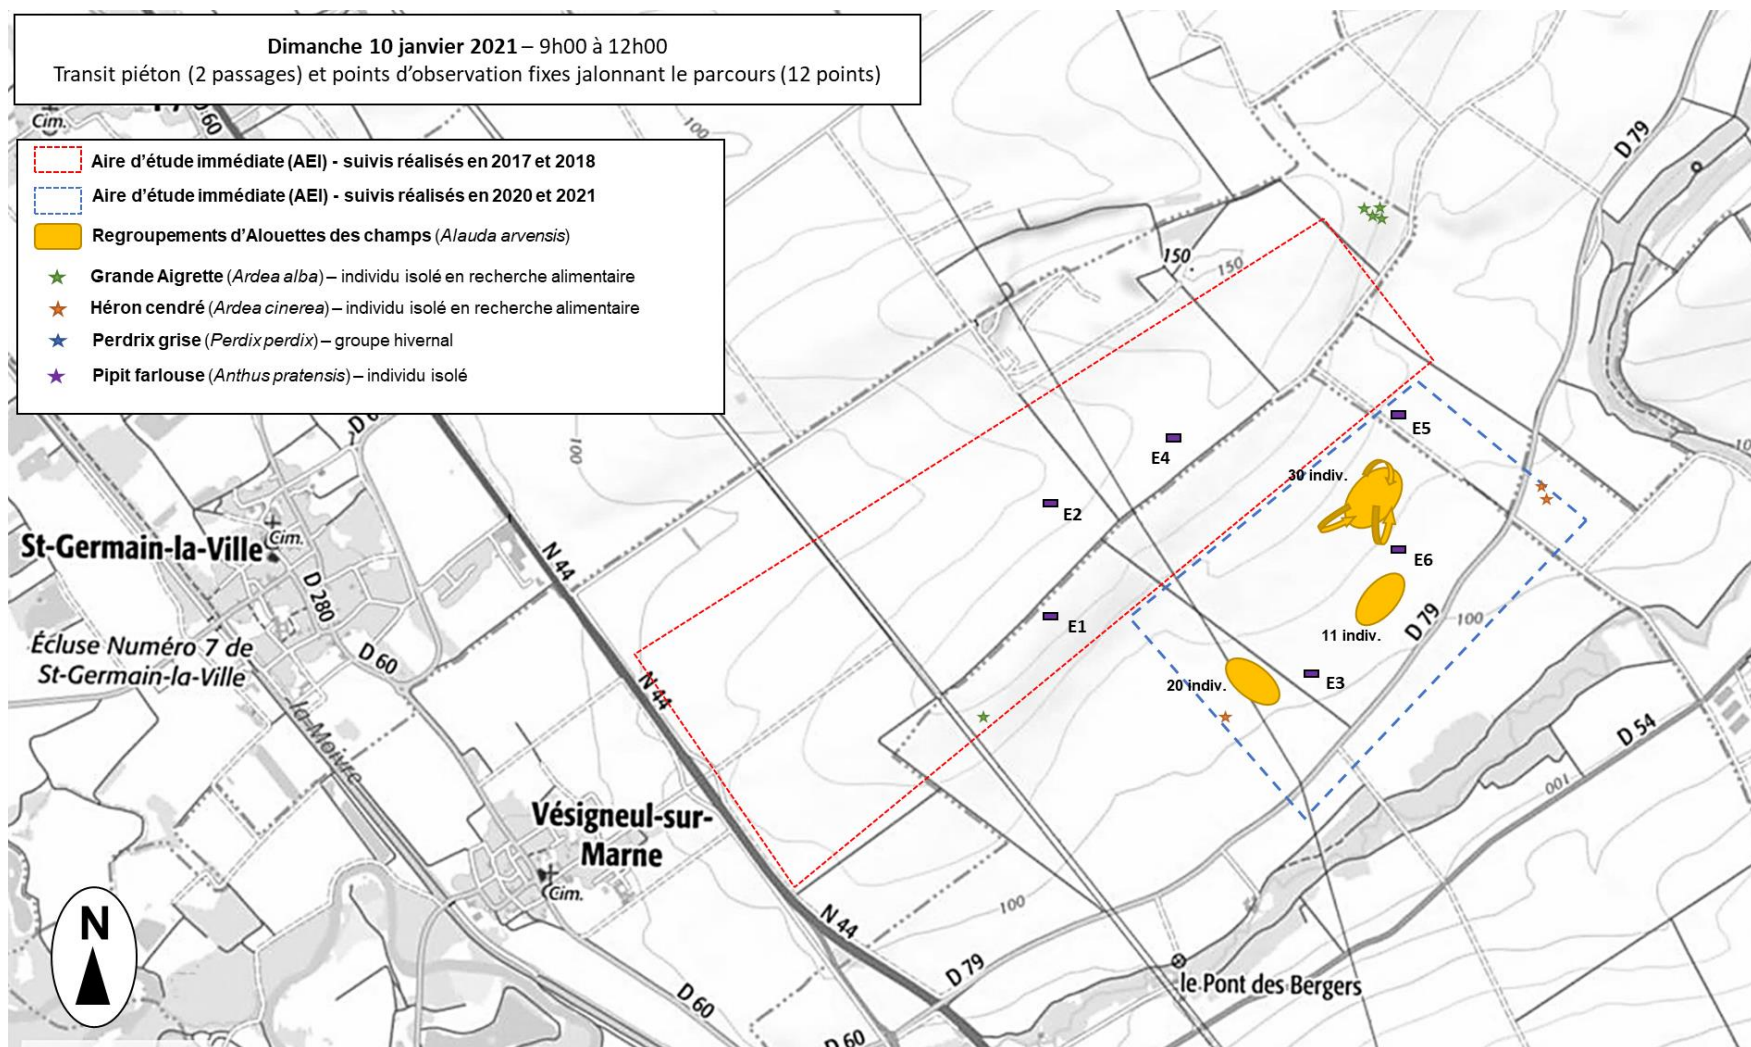 Dimanche 10 janvier 2021 – 9h00 à 12h00
Transit piéton (2 passages) et points d'observation fixes jalonnant le parcours (12 points)
Cim.
60
Aire d'étude immédiate (AEI) - suivis réalisés en 2017 et 2018
Aire d'étude immédiate (AEI) - suivis réalisés en 2020 et 2021
Regroupements d'Alouettes des champs (Alauda arvensis)
Grande Aigrette (Ardea alba) – individu isolé en recherche alimentaire
Héron cendré (Ardea cinerea) – individu isolé en recherche alimentaire
Perdrix grise (Perdix perdix) – groupe hivernal
Pipit farlouse (Anthus pratensis) – individu isolé
100
D 79
150
150
E5
E4
30 indiv.
100
E2
St-Germain-la-Ville
Cim.
N 44
D 280
E6
E1
11 indiv.
D 79
100
Écluse Numéro 7 de
St-Germain-la-Ville
D 60
N 44
20 indiv.
E3
la Moivre
D 54
100
Vésigneul-sur-
Marne
Cim.
N
N 44
100
D 79
le Pont des Bergers
D 60
D 60